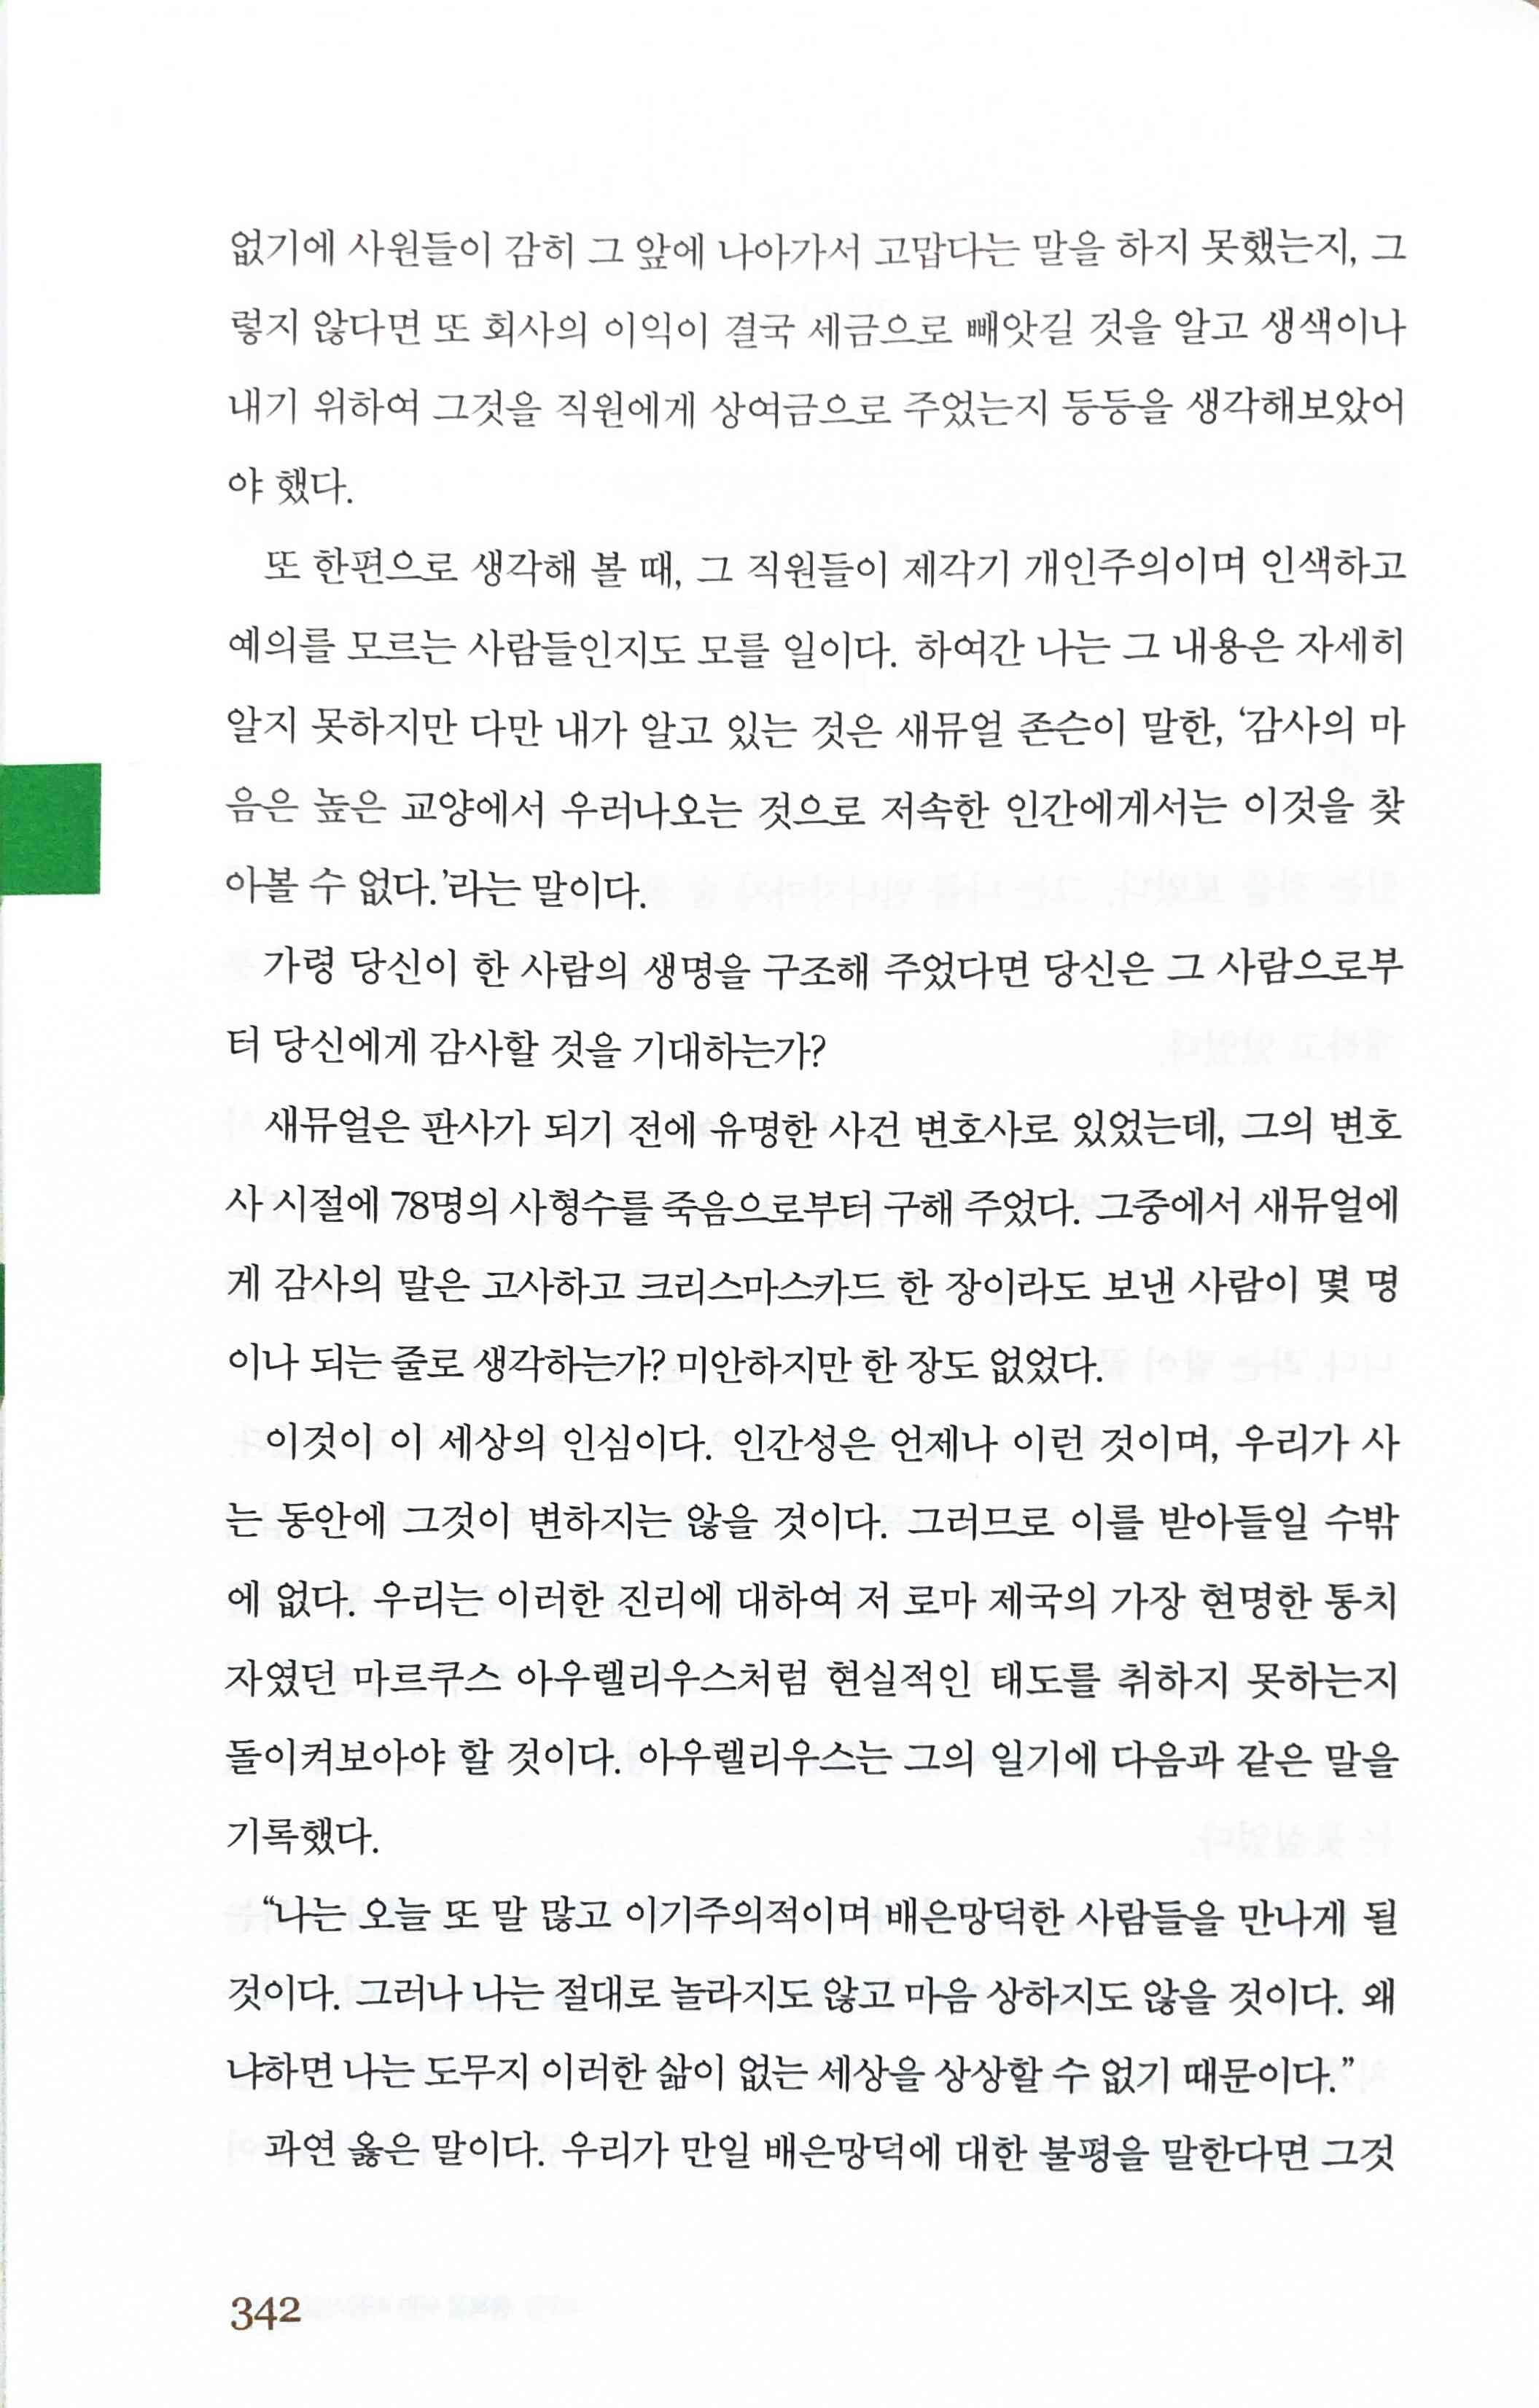 없기에 사원들이 감히 그 앞에 나아가서 고맙다는 말을 하지 못했는지, 그
렇지 않다면 또 회사의 이익이 결국 세금으로 빼앗길 것을 알고 생색이나
내기 위하여 그것을 직원에게 상여금으로 주었는지 등등을 생각해보았어
야 했다.
또 한편으로 생각해 볼 때, 그 직원들이 제각기 개인주의이며 인색하고
예의를 모르는 사람들인지도 모를 일이다. 하여간 나는 그 내용은 자세히
알지 못하지만 다만 내가 알고 있는 것은 새뮤얼 존슨이 말한, ‘감사의 마
음은 높은 교양에서 우러나오는 것으로 저속한 인간에게서는 이것을 찾
아볼 수 없다.’라는 말이다.
가령 당신이 한 사람의 생명을 구조해 주었다면 당신은 그 사람으로부
터 당신에게 감사할 것을 기대하는가?
새뮤얼은 판사가 되기 전에 유명한 사건 변호사로 있었는데, 그의 변호
사 시절에 78명의 사형수를 죽음으로부터 구해 주었다. 그중에서 새뮤얼에
게 감사의 말은 고사하고 크리스마스카드 한 장이라도 보낸 사람이 몇 명
이나 되는 줄로 생각하는가? 미안하지만 한 장도 없었다.
이것이 이 세상의 인심이다. 인간성은 언제나 이런 것이며, 우리가 사
는 동안에 그것이 변하지는 않을 것이다. 그러므로 이를 받아들일 수밖
에 없다. 우리는 이러한 진리에 대하여 저 로마 제국의 가장 현명한 통치
자였던 마르쿠스 아우렐리우스처럼 현실적인 태도를 취하지 못하는지
돌이켜보아야 할 것이다. 아우렐리우스는 그의 일기에 다음과 같은 말을
기록했다.
“나는 오늘 또 말 많고 이기주의적이며 배은망덕한 사람들을 만나게 될
것이다. 그러나 나는 절대로 놀라지도 않고 마음 상하지도 않을 것이다. 왜
냐하면 나는 도무지 이러한 삶이 없는 세상을 상상할 수 없기 때문이다.”
과연 옳은 말이다. 우리가 만일 배은망덕에 대한 불평을 말한다면 그것
342